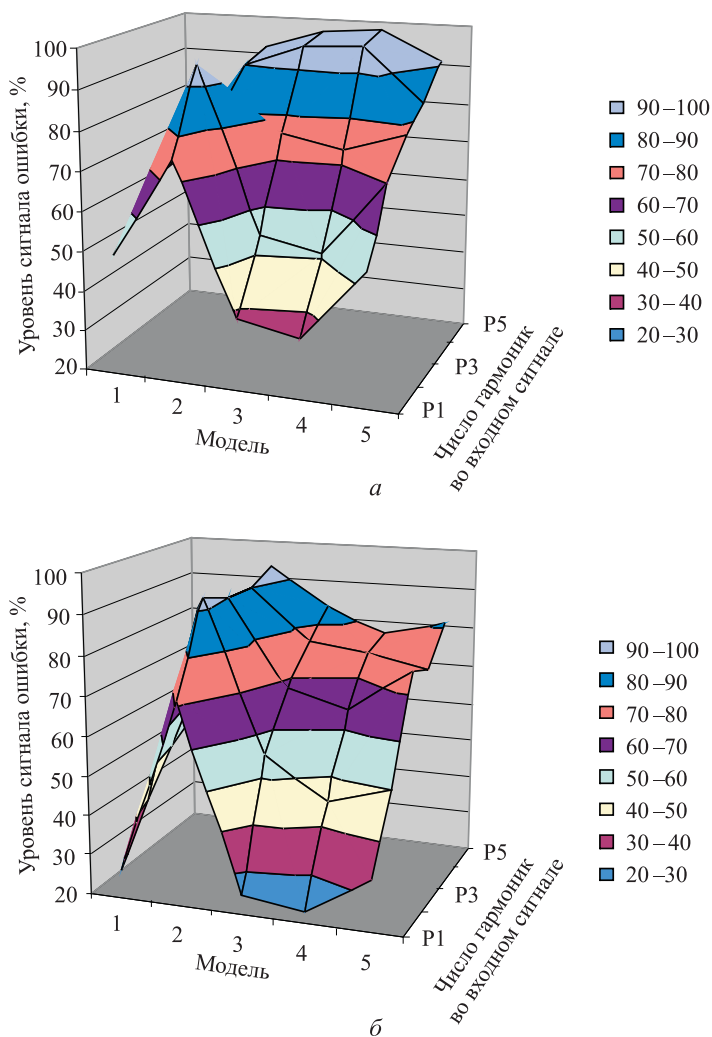 Уровень сигнала ошибки, %
100
90
80
70
60
50
40
30
20
1
2
3
4
5
Модель
P1
P3
P5
Число гармоник
во входном сигнале
90–100
80–90
70–80
60–70
50–60
40–50
30–40
20–30
а
Уровень сигнала ошибки, %
100
90
80
70
60
50
40
30
20
1
2
3
4
5
Модель
P1
P3
P5
Число гармоник
во входном сигнале
90–100
80–90
70–80
60–70
50–60
40–50
30–40
20–30
б